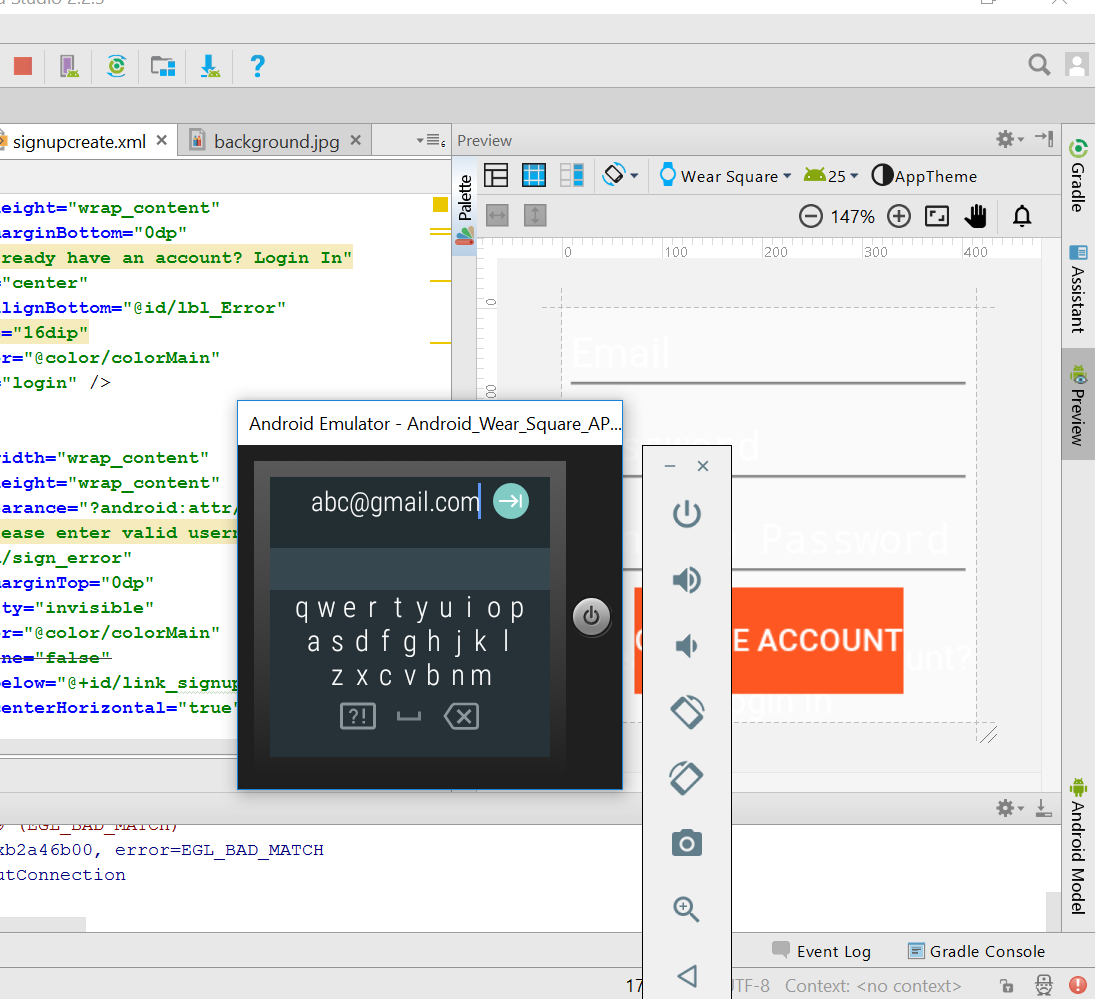 signupcreate.xml
background.jpg
Preview
Wear Square
25
AppTheme
147%
Palette
0 100 200 300 400
0
Gradle
Assistant
Preview
Android Model
eight="wrap_content"
arginBottom="0dp"
ready have an account? Login In"
"center"
lignBottom="@id/lbl_Error"
="16dip"
r="@color/colorMain"
="login" />
idth="wrap_content"
eight="wrap_content"
arance="?android:attr/
ease enter valid usern
/sign_error"
arginTop="0dp"
ty="invisible"
r="@color/colorMain"
ne="false"
elow="@+id/link_signup
enterHorizontal="true"
Email
Password
E ACCOUNT
unt?
ogin in
Android Emulator - Android_Wear_Square_AP...
abc@gmail.com
q w e r t y u i o p
a s d f g h j k l
z x c v b n m
?!
(EGL_BAD_MATCH)
xb2a46b00, error=EGL_BAD_MATCH
utConnection
Event Log
Gradle Console
17
UTF-8
Context: <no context>